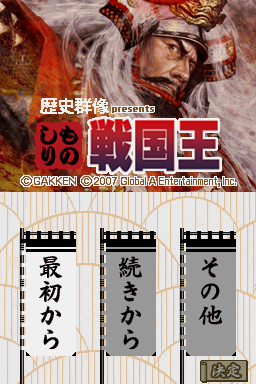 歴史群像 presents
ものしり 戦国王
©GAKKEN ©2007 Global A Entertainment, Inc.
最初から
続きから
その他
決定